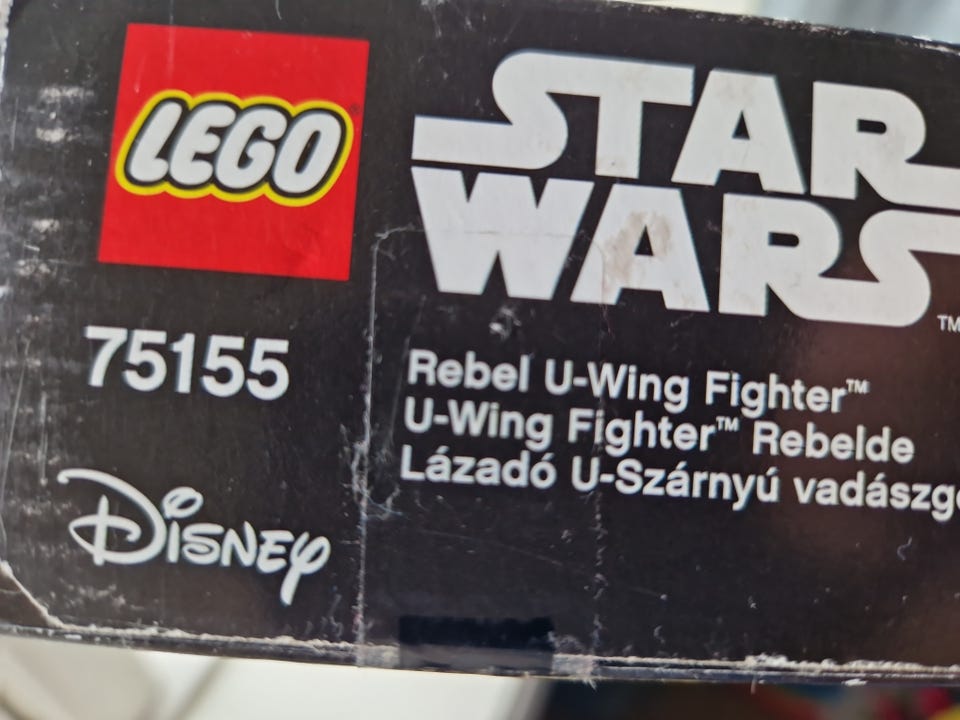 LEGO
STAR
WARS
TM
75155
Rebel U-Wing Fighter™
U-Wing Fighter™ Rebelde
Lázadó U-Szárnyú
Disney